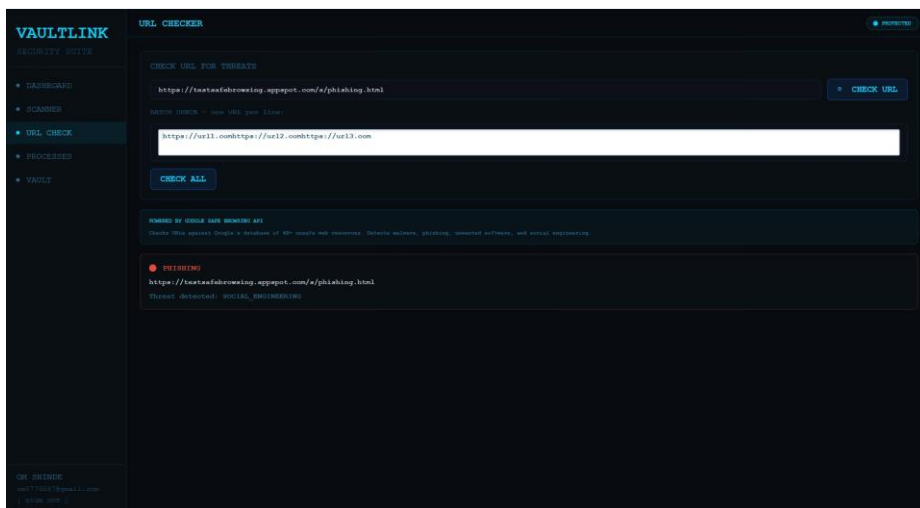 VAULTLINK
SECURITY SUITE
DASHBOARD
SCANNER
URL CHECK
PROCESSES
VAULT
OM SHINDE
[ SIGN OUT ]
URL CHECKER
PROTECTED
CHECK URL FOR THREATS
https://testsafebrowsing.appspot.com/s/phishing.html
CHECK URL
BATCH CHECK — one URL per line:
https://url1.comhttps://url2.comhttps://url3.com
CHECK ALL
POWERED BY GOOGLE SAFE BROWSING API
Checks URLs against Google's database of unsafe web resources. Detects malware, phishing, unwanted software, and social engineering.
PHISHING
https://testsafebrowsing.appspot.com/s/phishing.html
Threat detected: SOCIAL_ENGINEERING